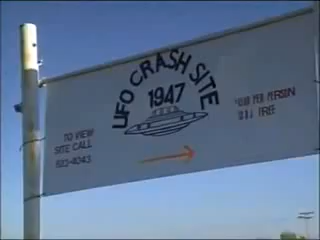 UFO CRASH SITE
1947
TO VIEW
SITE CALL
623-4043
PER PERSON
FREE